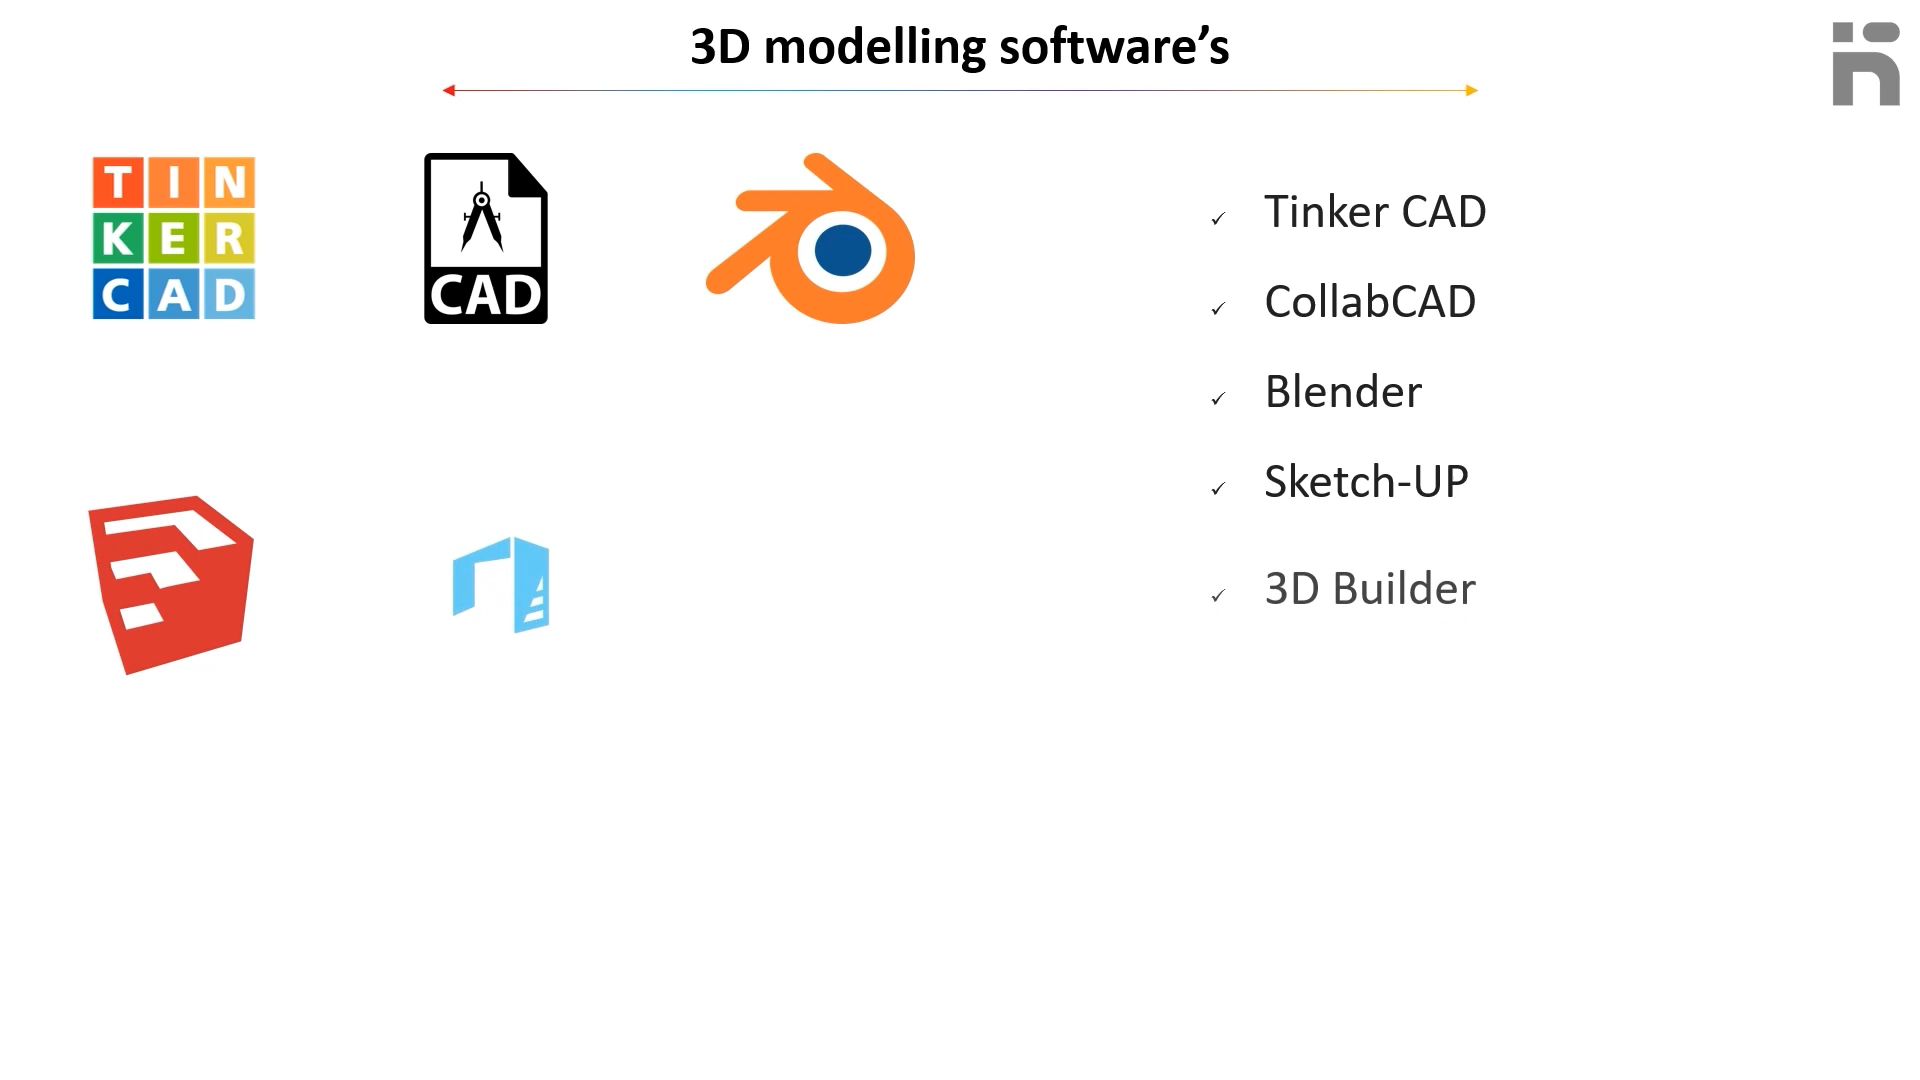 3D modelling software’s
TIN
KER
CAD
CAD
Tinker CAD
CollabCAD
Blender
Sketch-UP
3D Builder